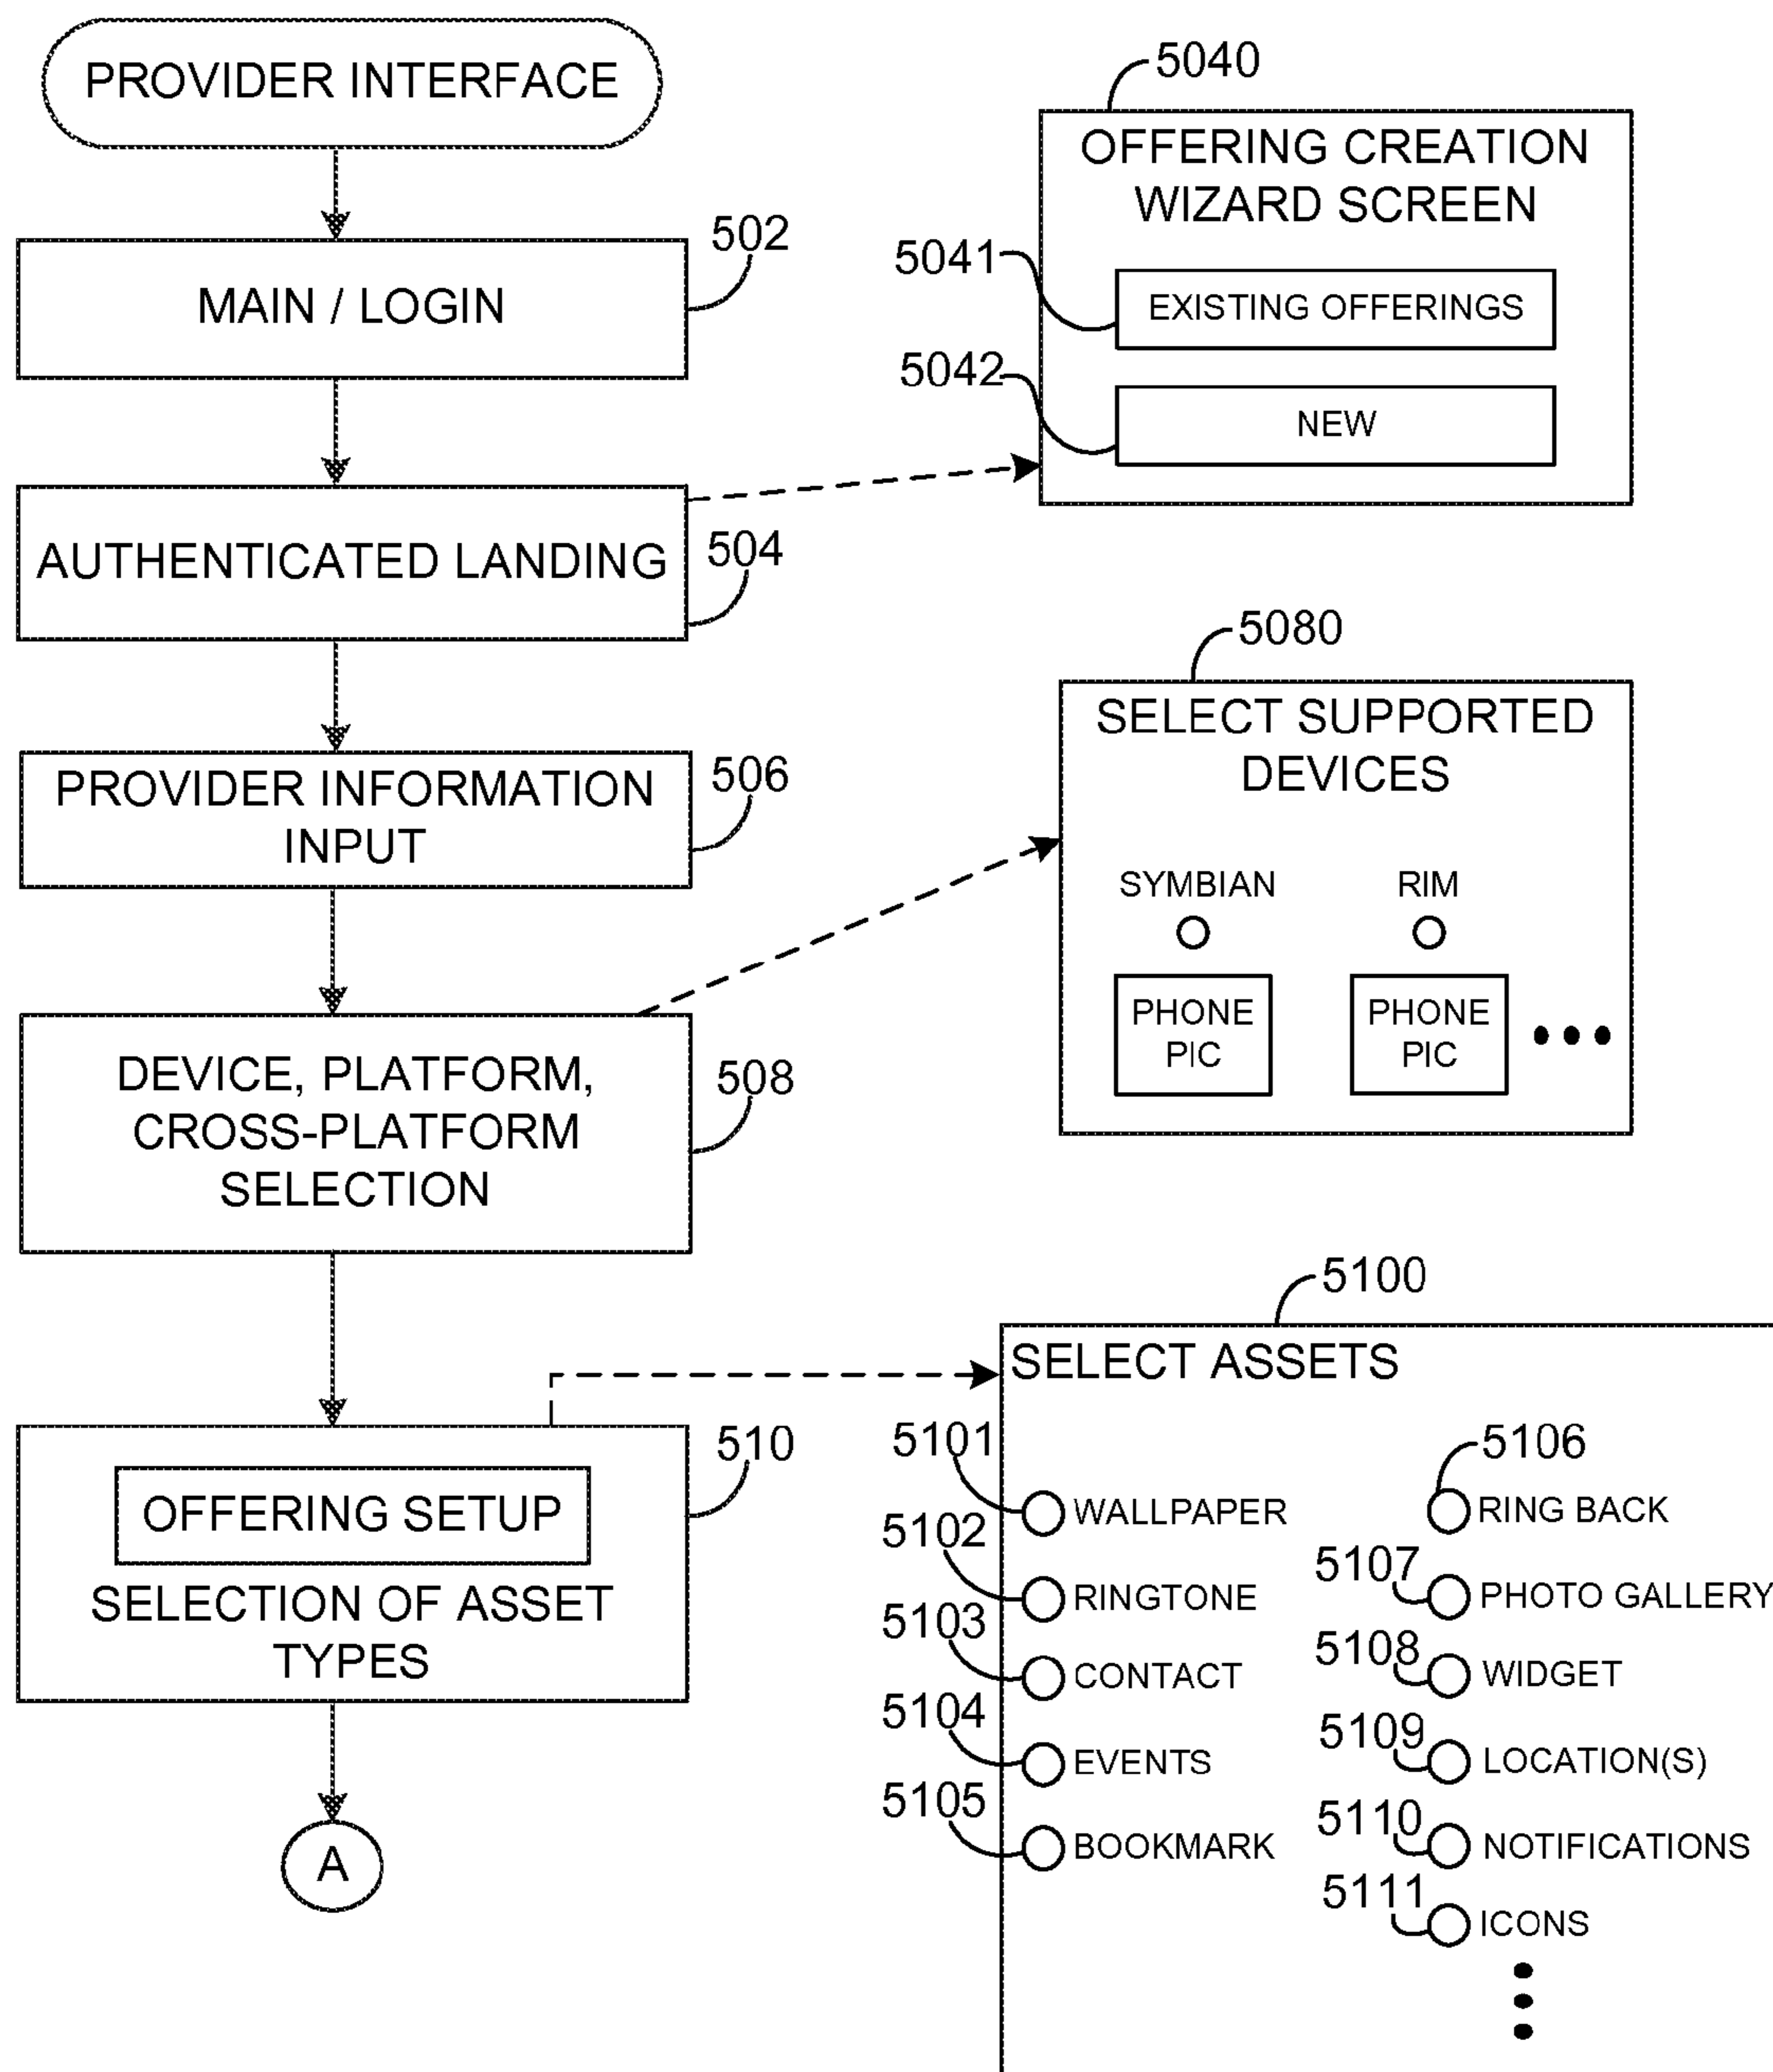 PROVIDER INTERFACE
MAIN / LOGIN
502
AUTHENTICATED LANDING
504
PROVIDER INFORMATION
INPUT
506
DEVICE, PLATFORM,
CROSS-PLATFORM
SELECTION
508
OFFERING SETUP
SELECTION OF ASSET
TYPES
510
A
5040
OFFERING CREATION
WIZARD SCREEN
5041
EXISTING OFFERINGS
5042
NEW
5080
SELECT SUPPORTED
DEVICES
SYMBIAN
RIM
PHONE
PIC
PHONE
PIC
5100
SELECT ASSETS
5101
WALLPAPER
5102
RINGTONE
5103
CONTACT
5104
EVENTS
5105
BOOKMARK
5106
RING BACK
5107
PHOTO GALLERY
5108
WIDGET
5109
LOCATION(S)
5110
NOTIFICATIONS
5111
ICONS